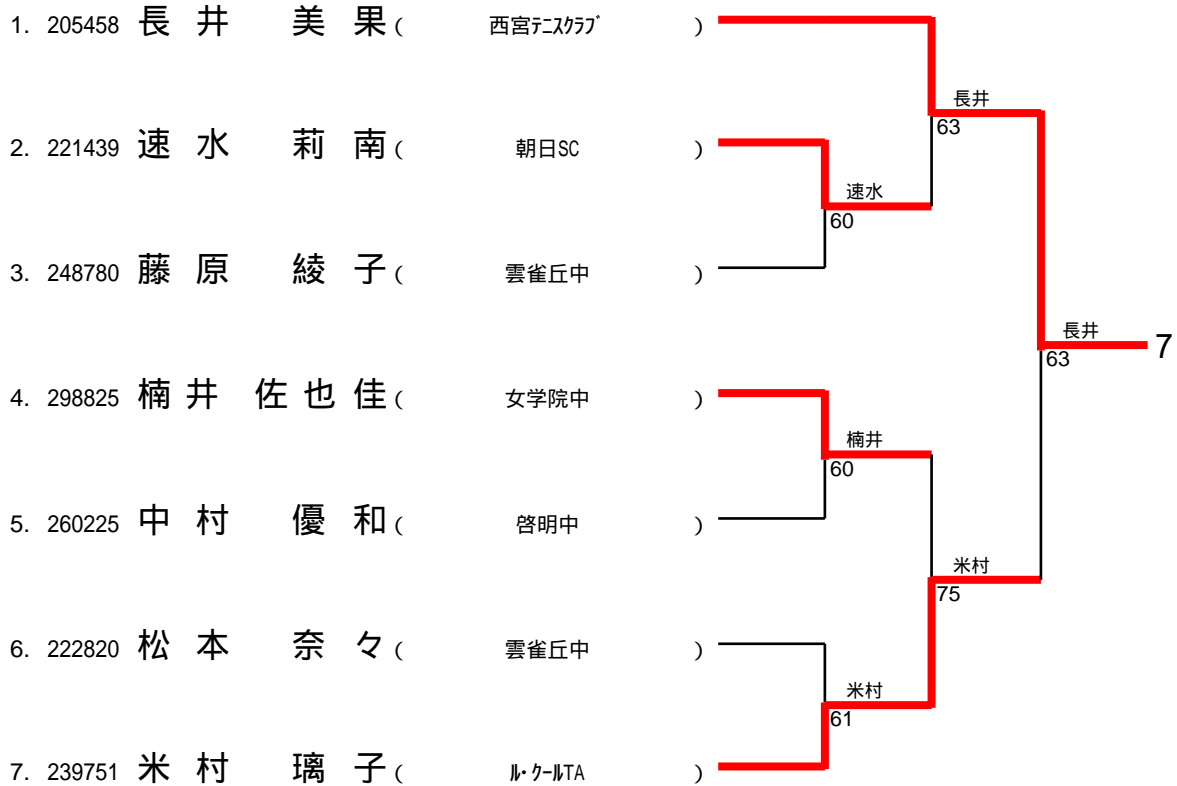 1. 205458 長井 美果 ( 西宮ﾃﾆｽｸﾗﾌﾞ )
長井
63
2. 221439 速水 莉南 ( 朝日SC )
速水
60
3. 248780 藤原 綾子 ( 雲雀丘中 )
長井
63
7
4. 298825 楠井 佐也佳 ( 女学院中 )
楠井
60
5. 260225 中村 優和 ( 啓明中 )
米村
75
6. 222820 松本 奈々 ( 雲雀丘中 )
米村
61
7. 239751 米村 璃子 ( ﾙ･ｸｰﾙTA )